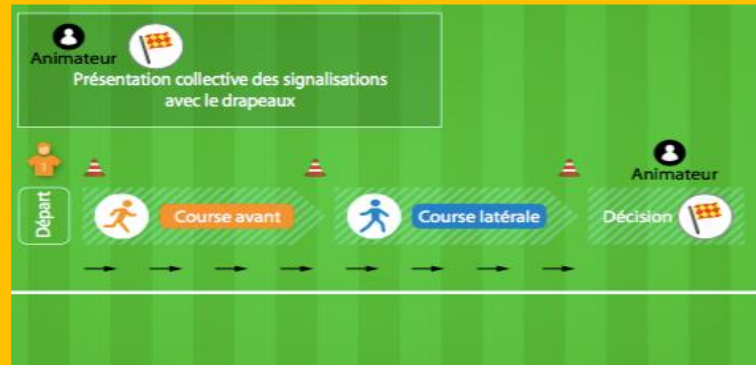 Animateur
Présentation collective des signalisations
avec le drapeaux
Animateur
Départ
Course avant
Course latérale
Décision